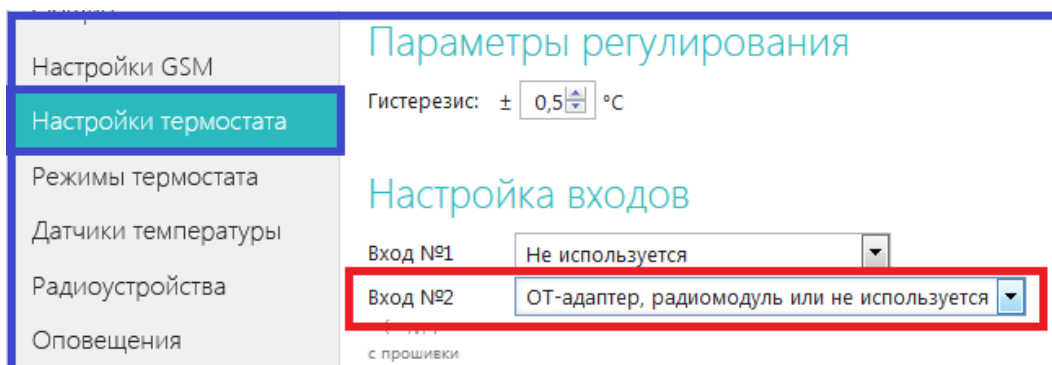 Настройки GSM
Настройки термостата
Режимы термостата
Датчики температуры
Радиоустройства
Оповещения
Параметры регулирования
Гистерезис: ± 0,5 °C
Настройка входов
Вход №1 Не используется
Вход №2 ОТ-адаптер, радиомодуль или не используется
с прошивки